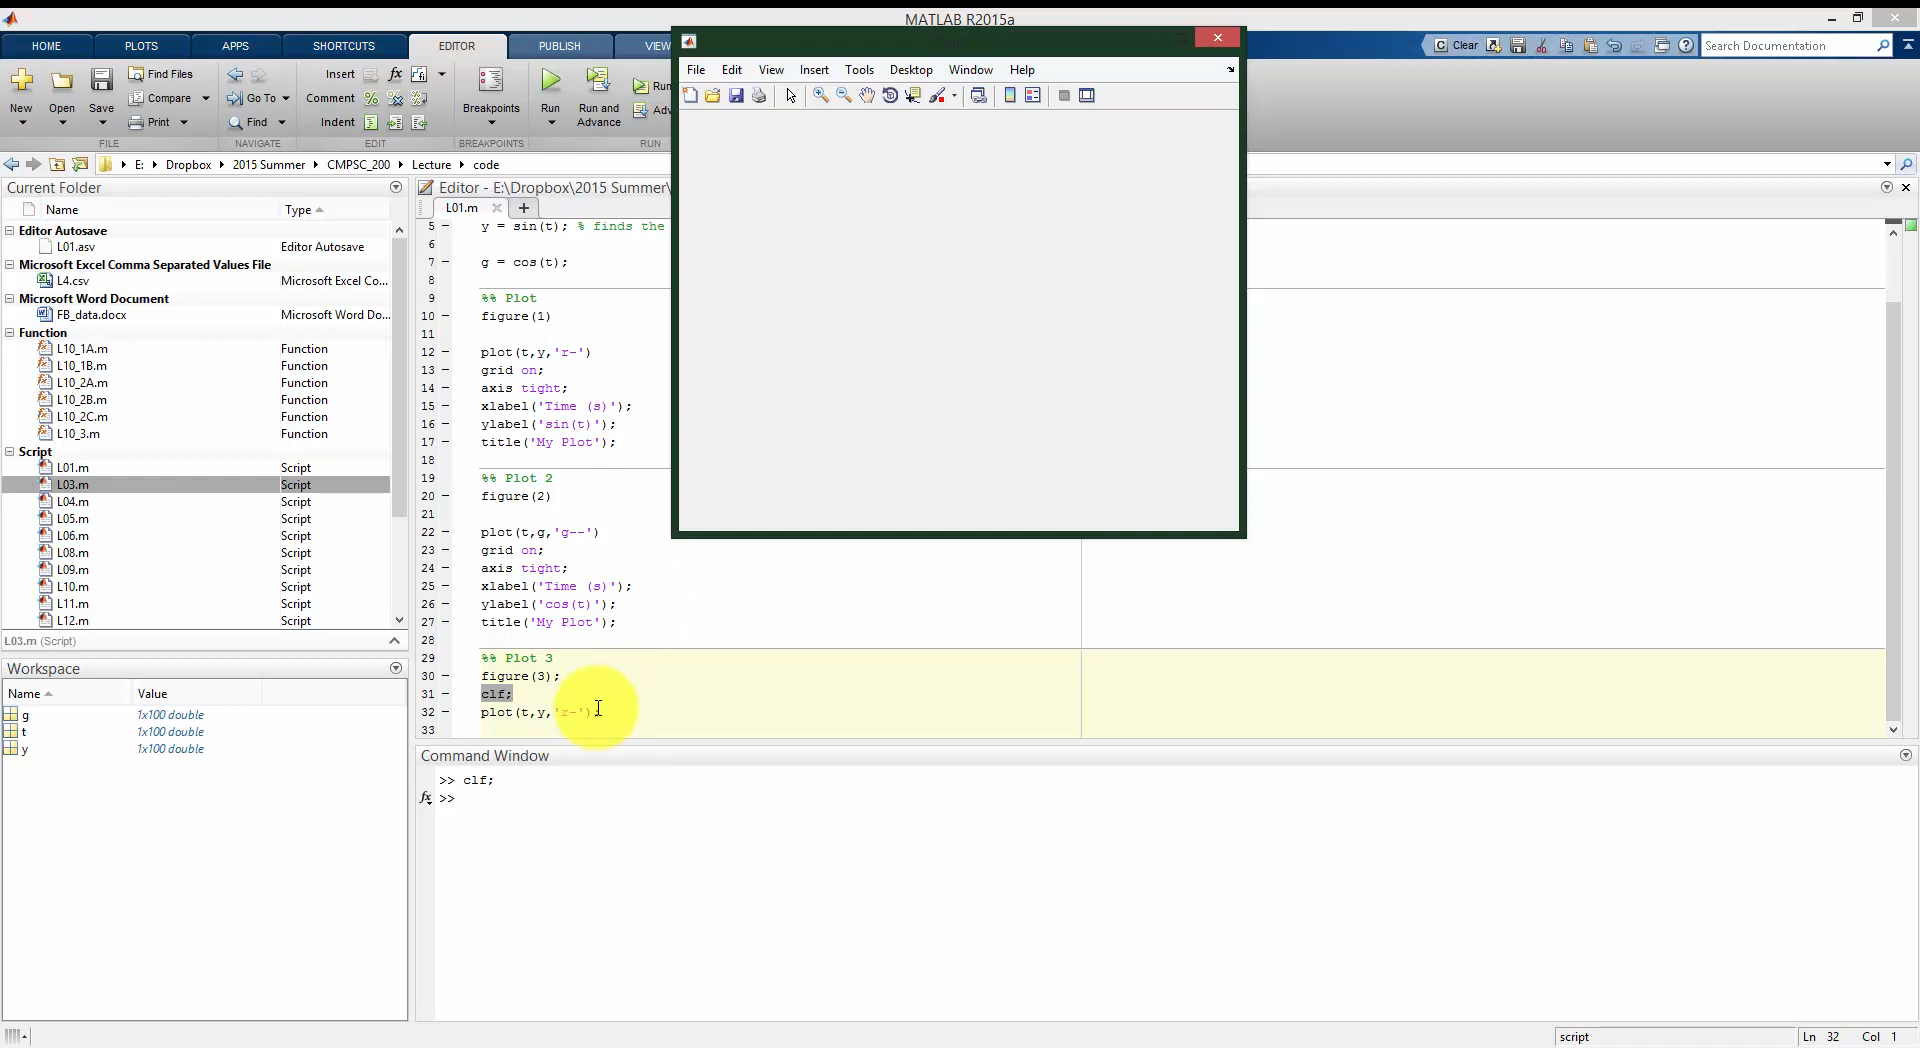 MATLAB R2015a
HOME PLOTS APPS SHORTCUTS EDITOR PUBLISH VIEW
Clear Search Documentation
File Edit View Insert Tools Desktop Window Help
New Open Save
Find Files
Compare
Print
Go To
Find
Insert fx
Comment
Indent
Breakpoints
Run
Run and Advance
Run
Adv
FILE NAVIGATE EDIT BREAKPOINTS RUN
E: Dropbox 2015 Summer CMPSC_200 Lecture code
Current Folder
Name Type
Editor Autosave
L01.asv Editor Autosave
Microsoft Excel Comma Separated Values File
L4.csv Microsoft Excel Co...
Microsoft Word Document
FB_data.docx Microsoft Word Do...
Function
L10_1A.m Function
L10_1B.m Function
L10_2A.m Function
L10_2B.m Function
L10_2C.m Function
L10_3.m Function
Script
L01.m Script
L03.m Script
L04.m Script
L05.m Script
L06.m Script
L08.m Script
L09.m Script
L10.m Script
L11.m Script
L12.m Script
L03.m (Script)
Workspace
Name Value
g 1x100 double
t 1x100 double
y 1x100 double
Editor - E:\Dropbox\2015 Summer\
L01.m
5 - y = sin(t); % finds the
6
7 - g = cos(t);
8
9 %% Plot
10 - figure(1)
11
12 - plot(t,y,'r-')
13 - grid on;
14 - axis tight;
15 - xlabel('Time (s)');
16 - ylabel('sin(t)');
17 - title('My Plot');
18
19 %% Plot 2
20 - figure(2)
21
22 - plot(t,g,'g--')
23 - grid on;
24 - axis tight;
25 - xlabel('Time (s)');
26 - ylabel('cos(t)');
27 - title('My Plot');
28
29 %% Plot 3
30 - figure(3);
31 - clf;
32 - plot(t,y,'r-');
33
Command Window
>> clf;
fx >>
script Ln 32 Col 1